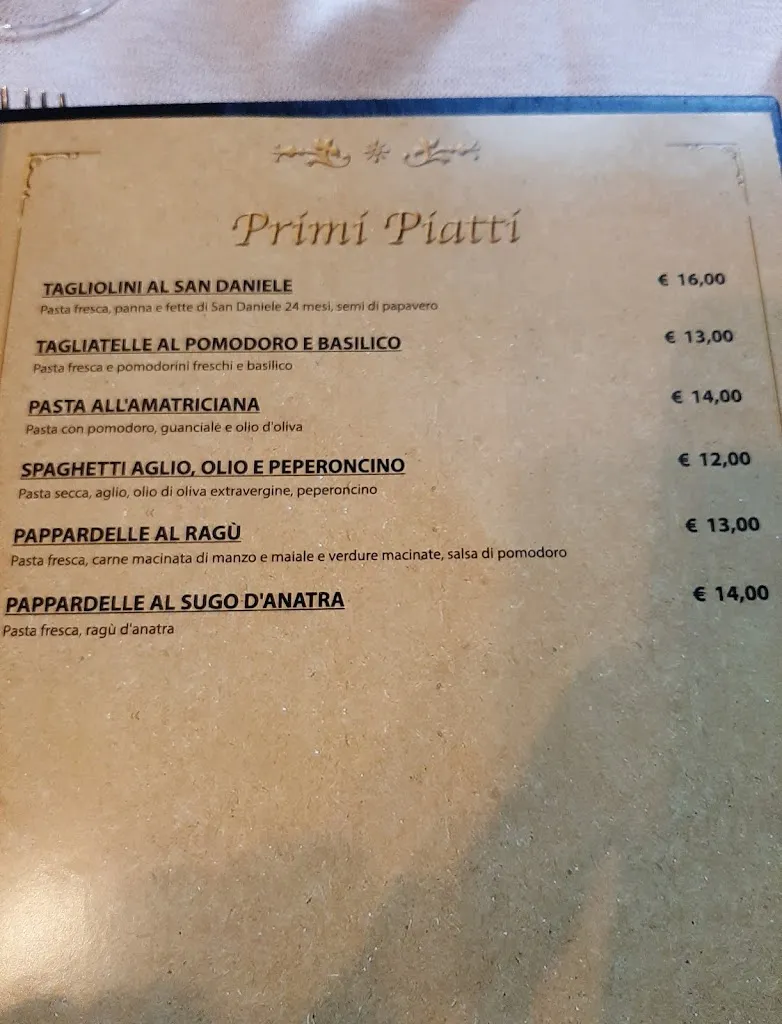 Primi Piatti
TAGLIOLINI AL SAN DANIELE € 16,00
Pasta fresca, panna e fette di San Daniele 24 mesi, semi di papavero
TAGLIATELLE AL POMODORO E BASILICO € 13,00
Pasta fresca e pomodorini freschi e basilico
PASTA ALL'AMATRICIANA € 14,00
Pasta con pomodoro, guanciale e olio d'oliva
SPAGHETTI AGLIO, OLIO E PEPERONCINO € 12,00
Pasta secca, aglio, olio di oliva extravergine, peperoncino
PAPPARDELLE AL RAGÙ € 13,00
Pasta fresca, carne macinata di manzo e maiale e verdure macinate, salsa di pomodoro
PAPPARDELLE AL SUGO D'ANATRA € 14,00
Pasta fresca, ragù d'anatra